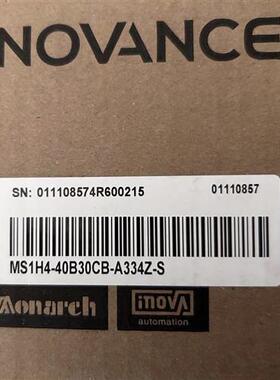 NOVANCE
SN: 011108574R600215 01110857
MS1H4-40B30CB-A334Z-S
Monarch inova
automation